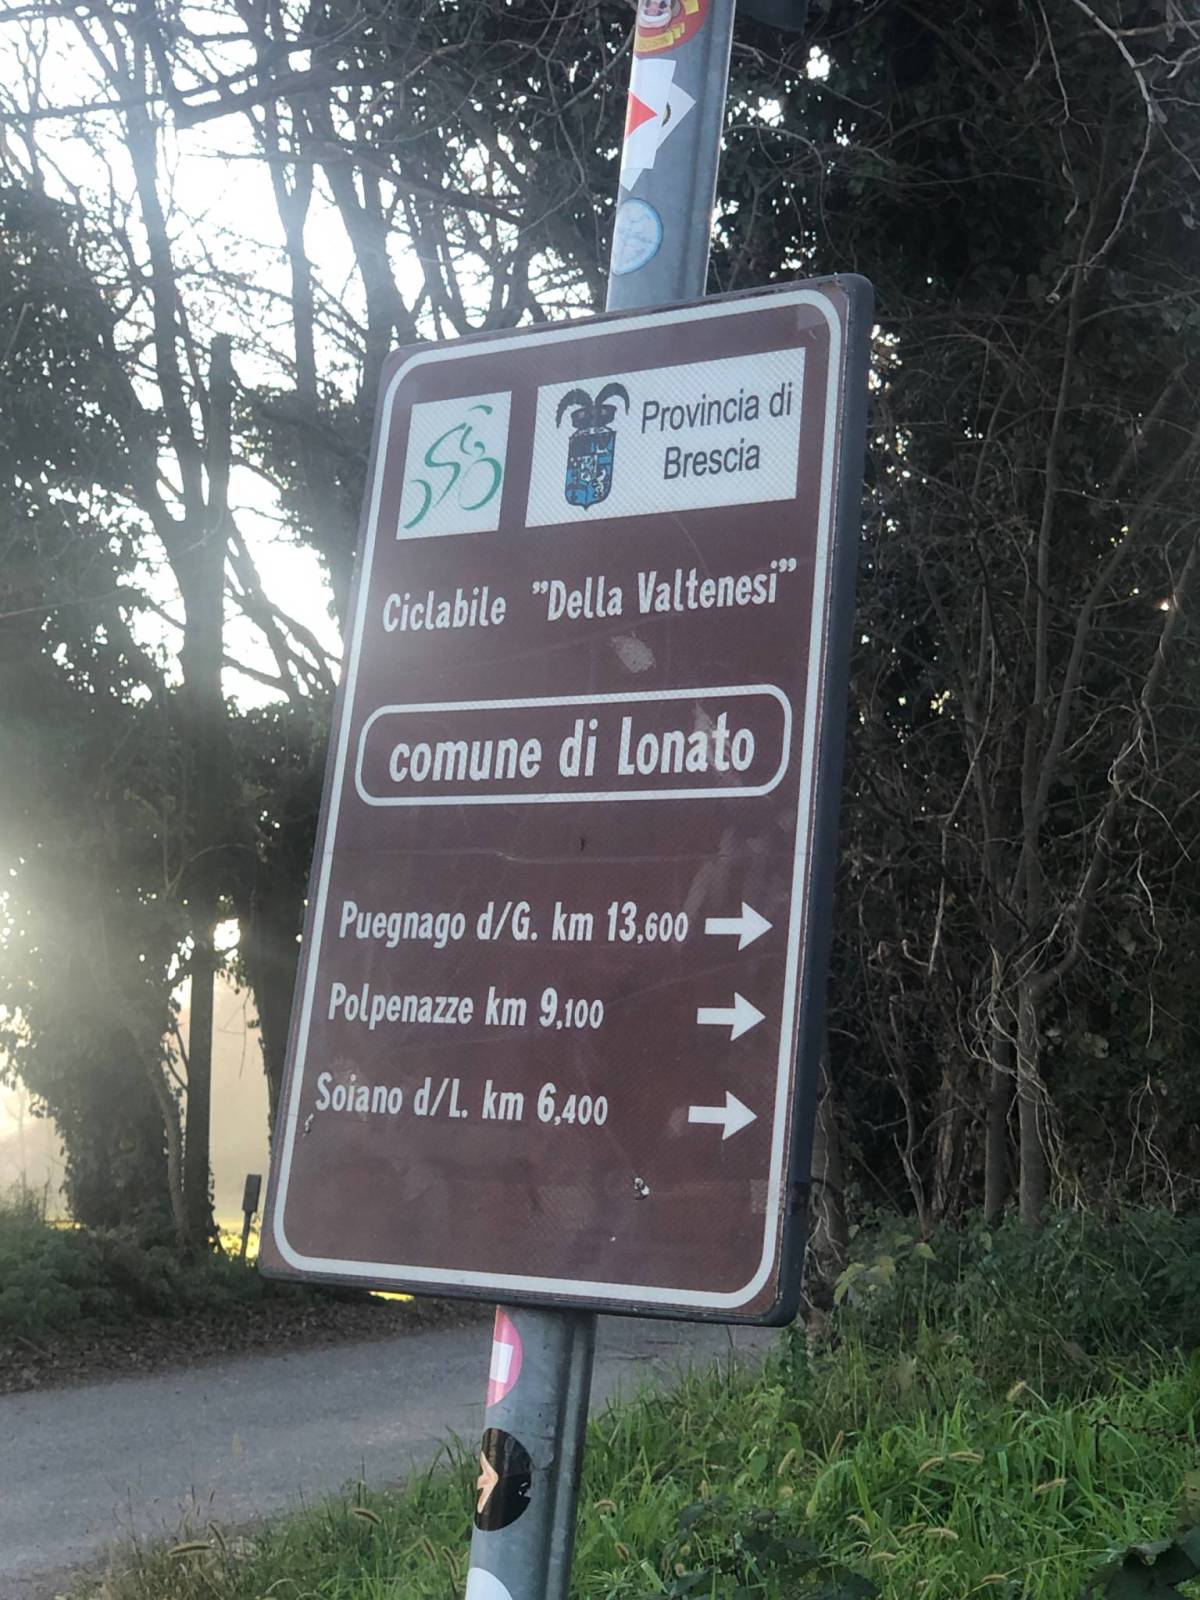 Provincia di
Brescia
Ciclabile "Della Valtenesi"
comune di Lonato
Puegnago d/G. km 13,600
Polpenazze km 9,100
Soiano d/L. km 6,400